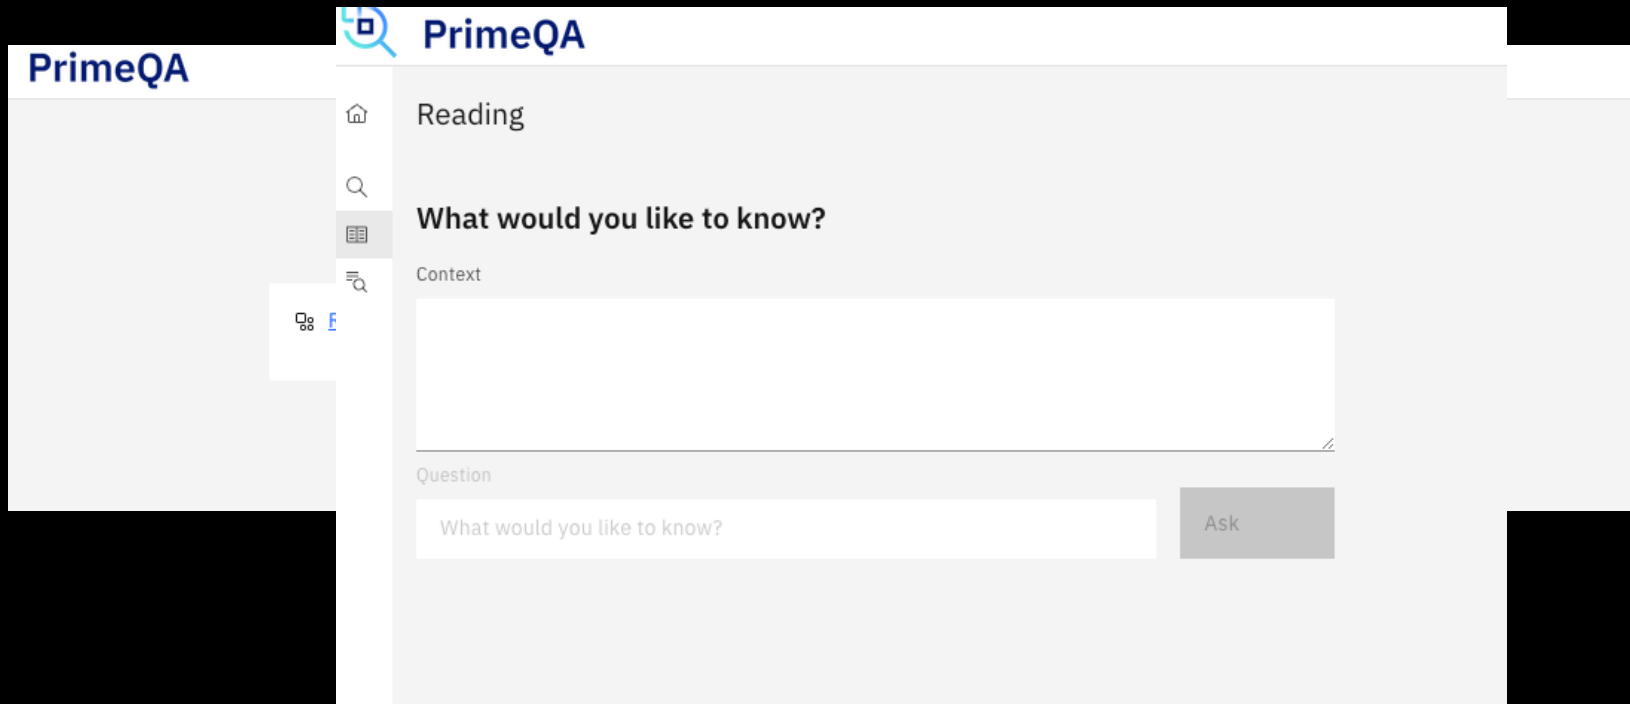 PrimeQA
PrimeQA
Reading
What would you like to know?
Context
Question
What would you like to know?
Ask